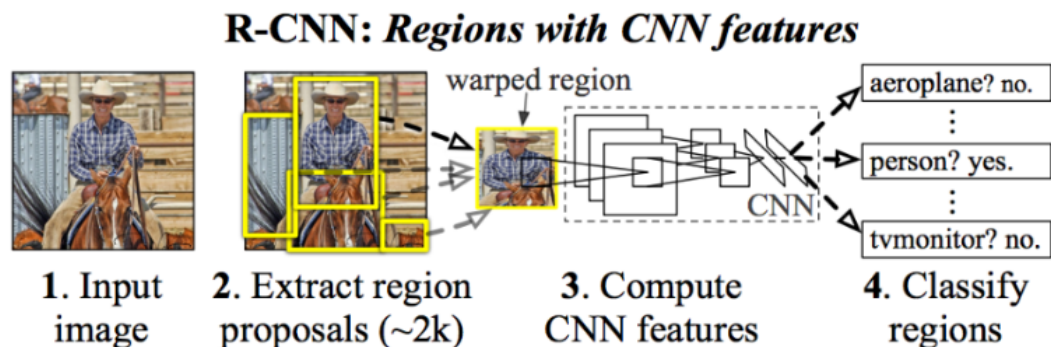 R-CNN: Regions with CNN features
warped region
aeroplane? no.
person? yes.
tvmonitor? no.
CNN
1. Input
image
2. Extract region
proposals (~2k)
3. Compute
CNN features
4. Classify
regions